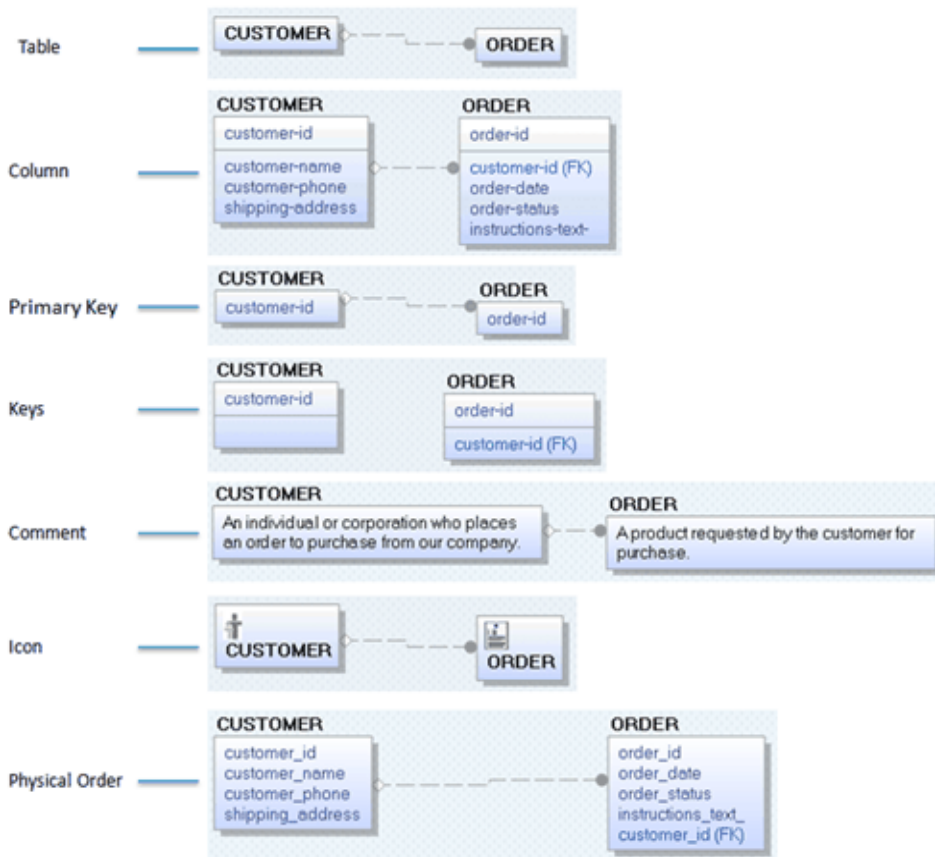 Table
CUSTOMER
ORDER
Column
CUSTOMER
customer-id
customer-name
customer-phone
shipping-address
ORDER
order-id
customer-id (FK)
order-date
order-status
instructions-text-
Primary Key
CUSTOMER
customer-id
ORDER
order-id
Keys
CUSTOMER
customer-id
ORDER
order-id
customer-id (FK)
Comment
CUSTOMER
An individual or corporation who places
an order to purchase from our company.
ORDER
A product requested by the customer for
purchase.
Icon
CUSTOMER
ORDER
Physical Order
CUSTOMER
customer_id
customer_name
customer_phone
shipping_address
ORDER
order_id
order_date
order_status
instructions_text_
customer_id (FK)